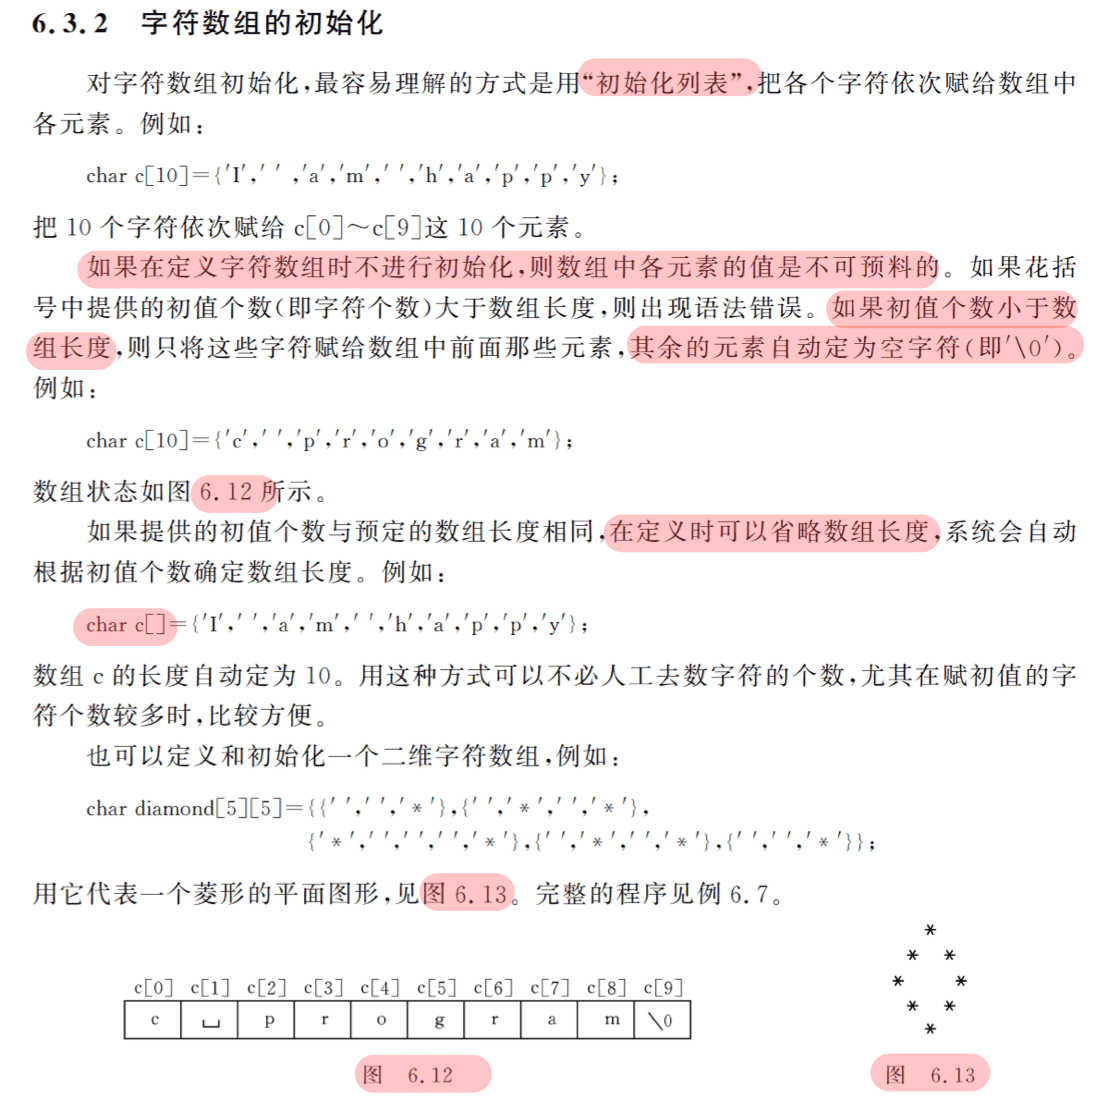 6.3.2 字符数组的初始化
对字符数组初始化,最容易理解的方式是用“初始化列表”,把各个字符依次赋给数组中
各元素。例如:
char c[10]={'I',' ','a','m',' ','h','a','p','p','y'};
把 10 个字符依次赋给 c[0]~c[9]这 10 个元素。
如果在定义字符数组时不进行初始化,则数组中各元素的值是不可预料的。如果花括
号中提供的初值个数(即字符个数)大于数组长度,则出现语法错误。如果初值个数小于数
组长度,则只将这些字符赋给数组中前面那些元素,其余的元素自动定为空字符(即'\0')。
例如:
char c[10]={'c',' ','p','r','o','g','r','a','m'};
数组状态如图 6.12 所示。
如果提供的初值个数与预定的数组长度相同,在定义时可以省略数组长度,系统会自动
根据初值个数确定数组长度。例如:
char c[]={'I',' ','a','m',' ','h','a','p','p','y'};
数组 c 的长度自动定为 10。用这种方式可以不必人工去数字符的个数,尤其在赋初值的字
符个数较多时,比较方便。
也可以定义和初始化一个二维字符数组,例如:
char diamond[5][5]={{' ',' ','*'},{' ','*',' ','*'},
{'*',' ',' ',' ','*'},{' ','*',' ','*'},{' ',' ','*'}};
用它代表一个菱形的平面图形,见图 6.13。完整的程序见例 6.7。
c[0] c[1] c[2] c[3] c[4] c[5] c[6] c[7] c[8] c[9]
c ␣ p r o g r a m \0
图 6.12
*
* *
* *
* *
*
图 6.13